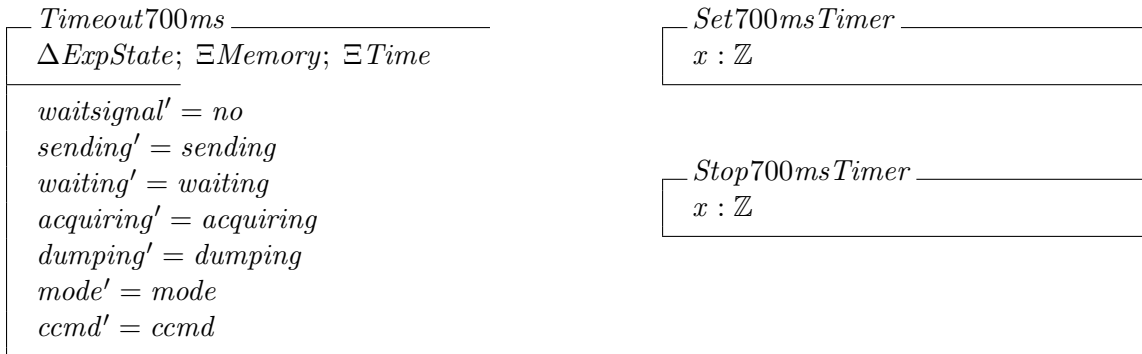 Timeout700ms
ΔExpState; ΞMemory; ΞTime
waitsignal′ = no
sending′ = sending
waiting′ = waiting
acquiring′ = acquiring
dumping′ = dumping
mode′ = mode
ccmd′ = ccmd
Set700msTimer
x : ℤ
Stop700msTimer
x : ℤ